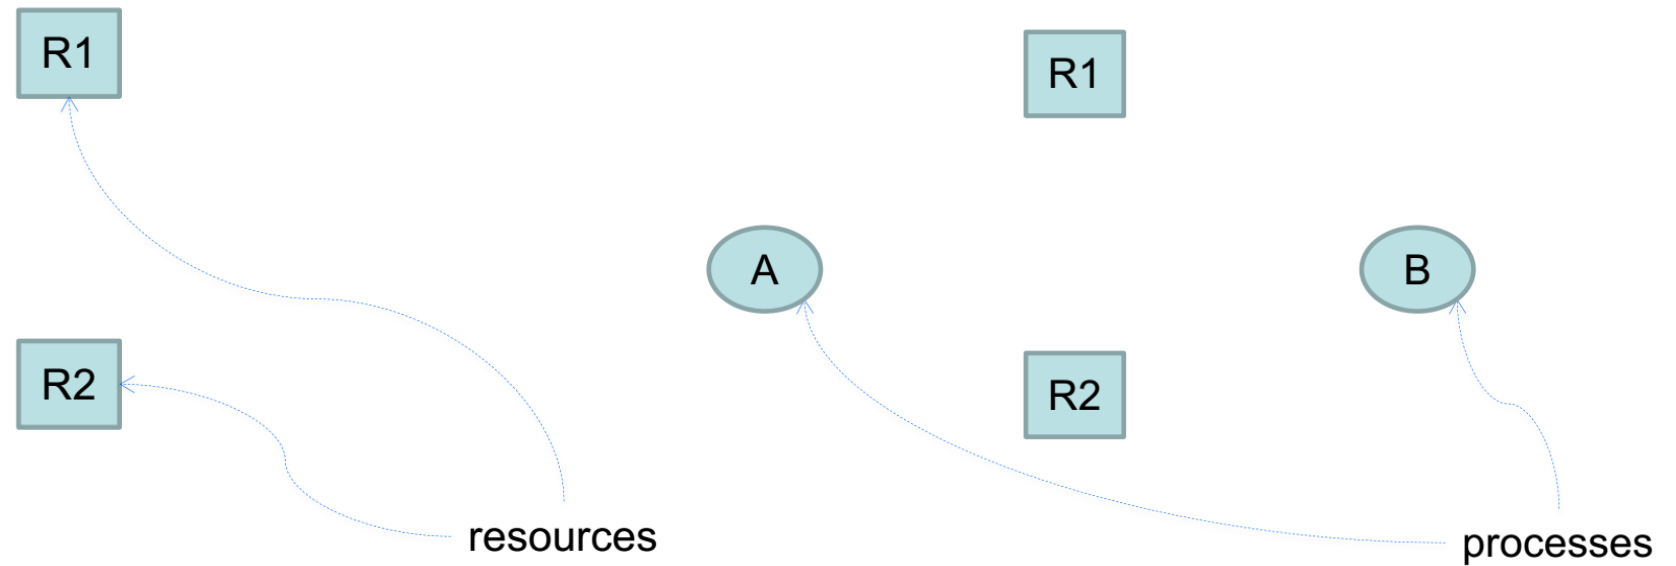 R1
R1
A
B
R2
R2
resources
processes